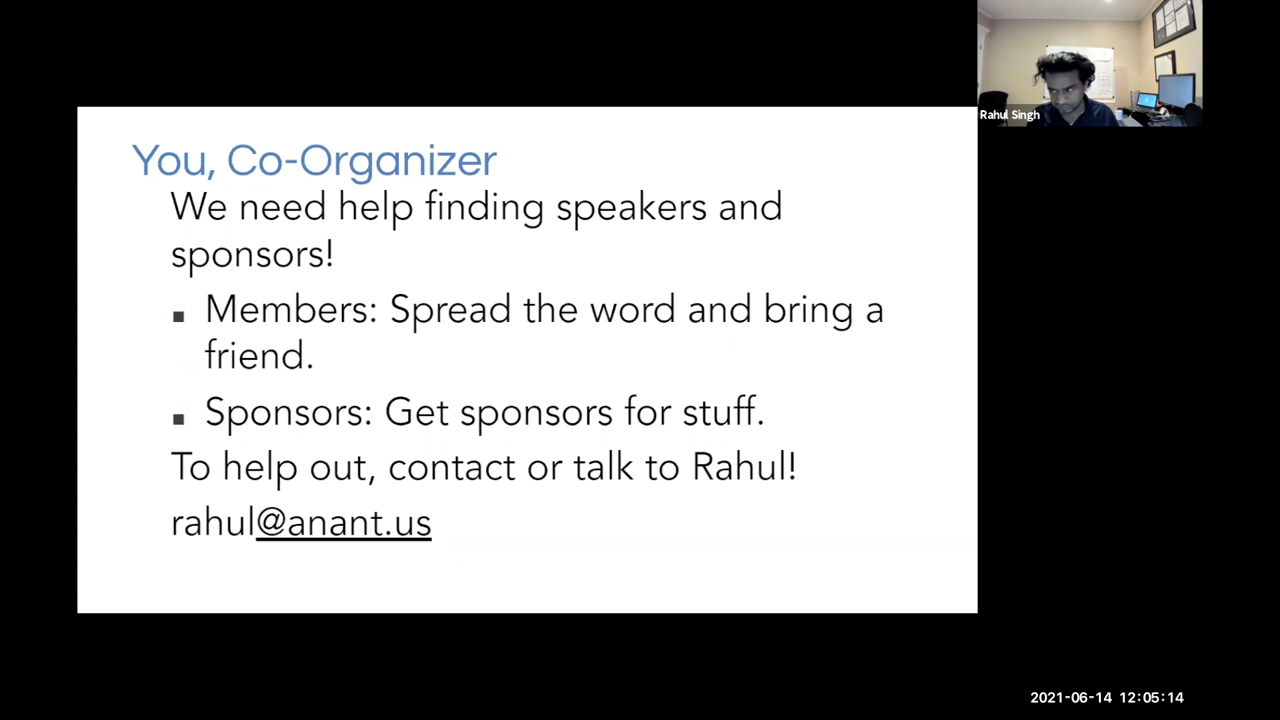 Rahul Singh
You, Co-Organizer
We need help finding speakers and
sponsors!
▪ Members: Spread the word and bring a
friend.
▪ Sponsors: Get sponsors for stuff.
To help out, contact or talk to Rahul!
rahul@anant.us
2021-06-14 12:05:14